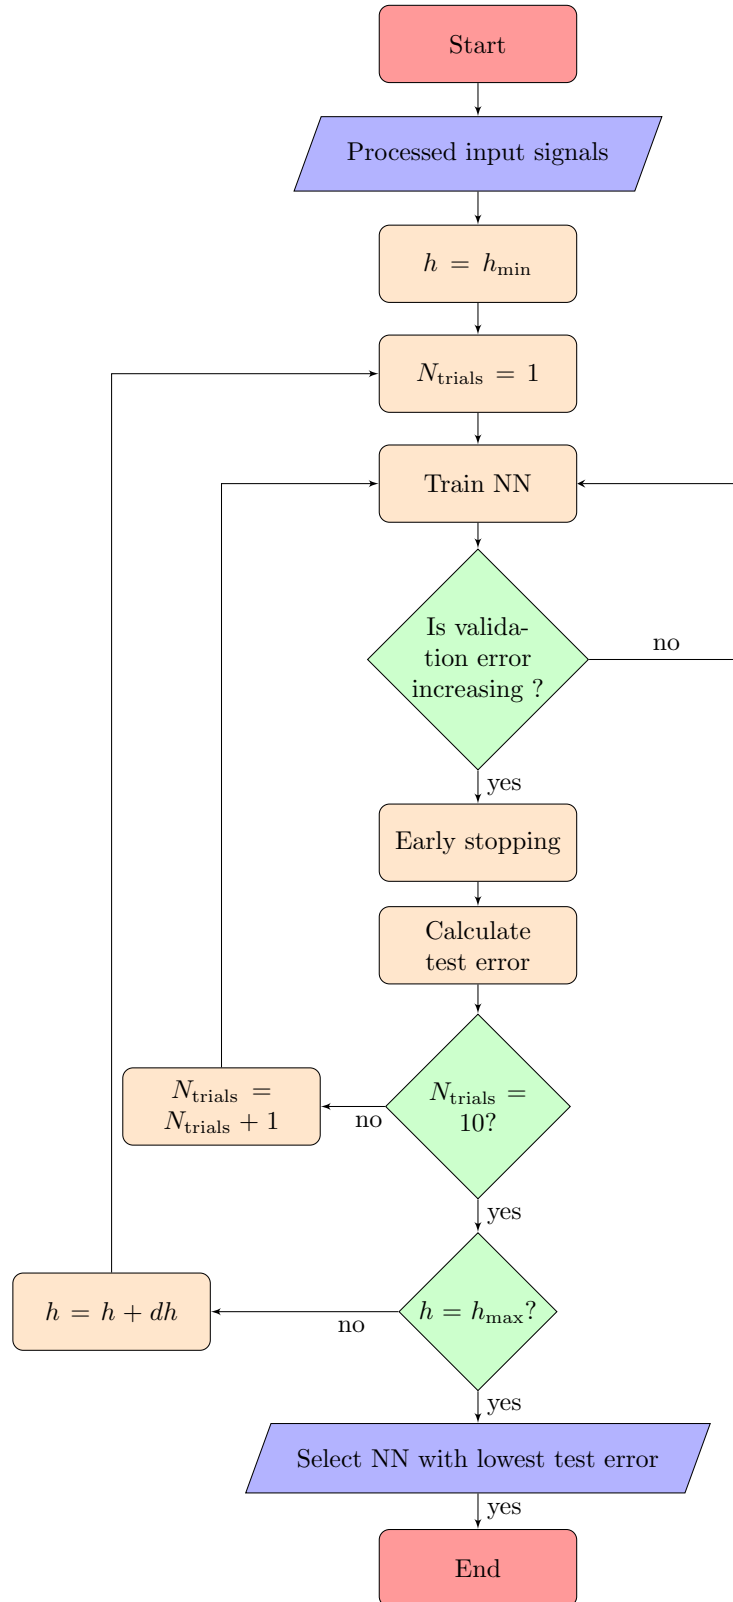 Start
Processed input signals
h = h_min
N_trials = 1
Train NN
Is valida-
tion error
increasing ?
no
yes
Early stopping
Calculate
test error
N_trials =
10?
no
N_trials =
N_trials + 1
yes
h = h_max?
no
h = h + dh
yes
Select NN with lowest test error
yes
End